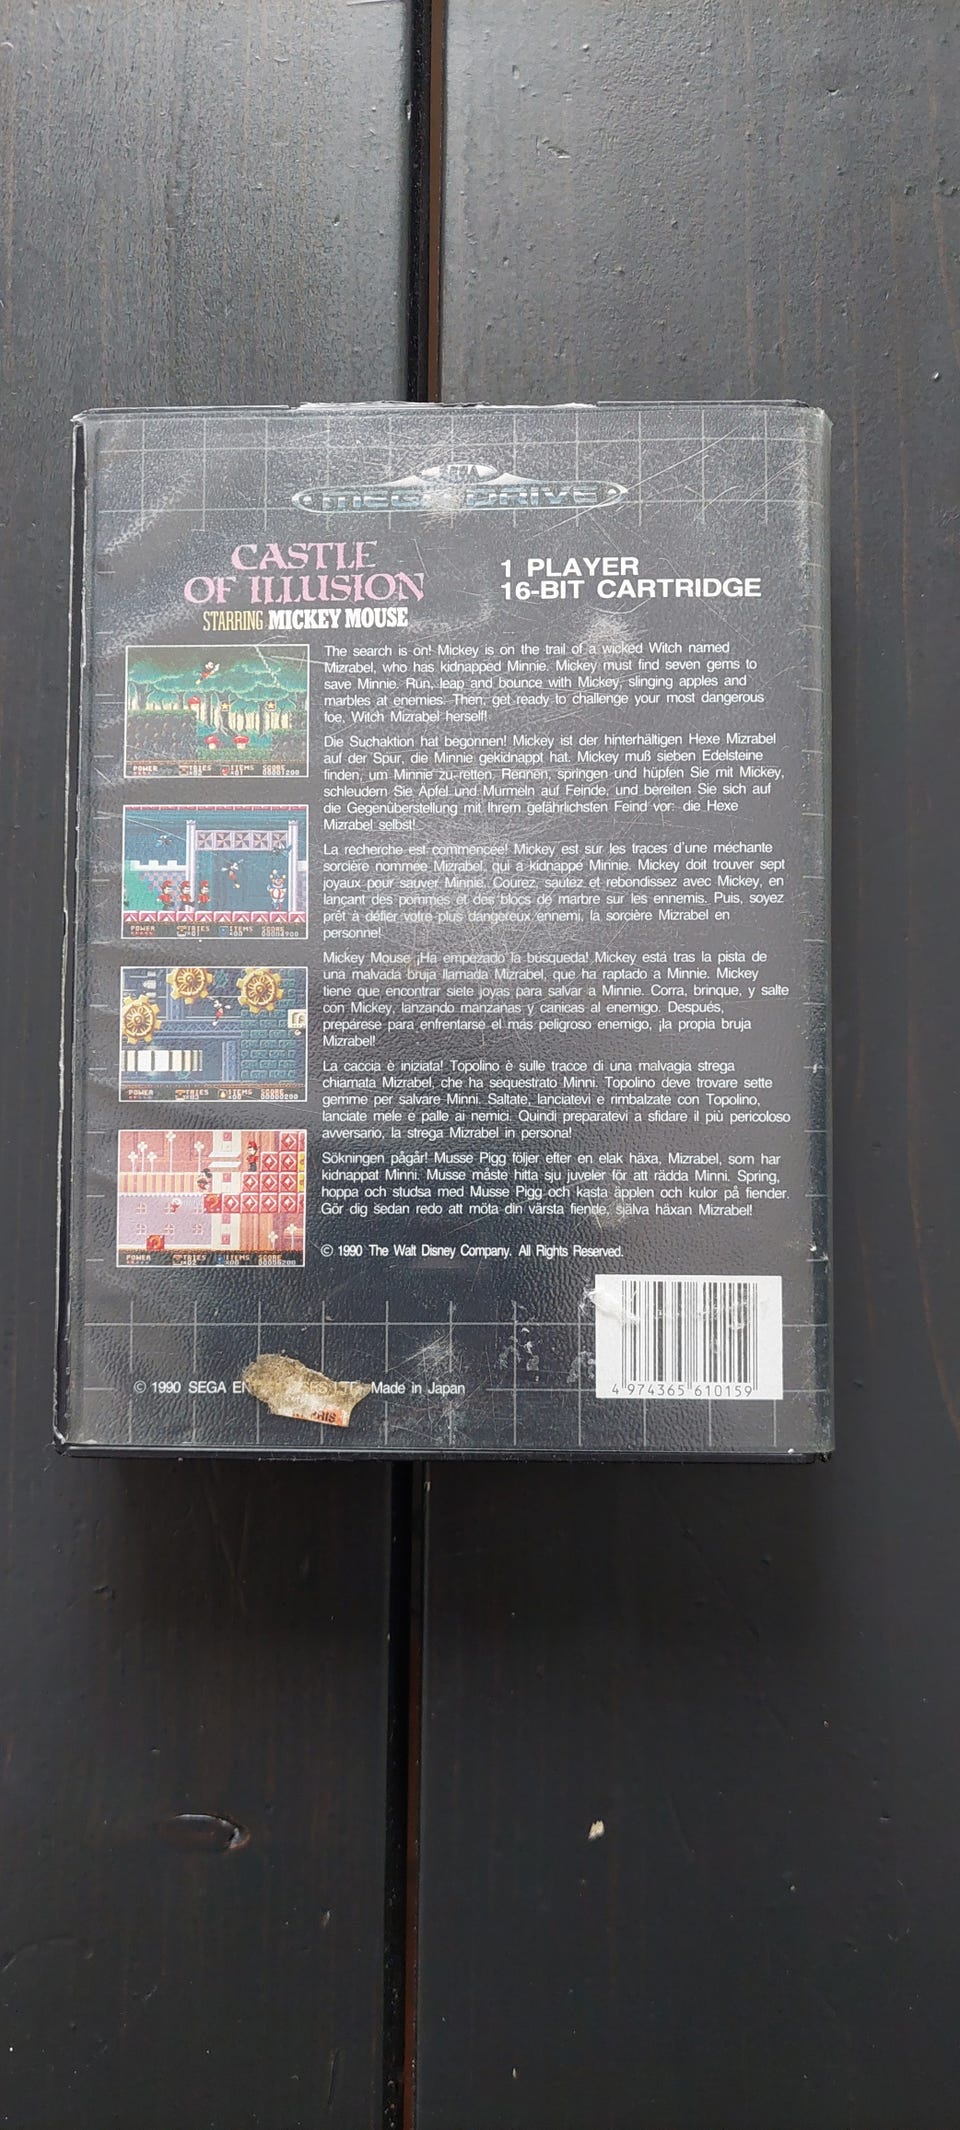 SEGA
MEGA DRIVE
CASTLE
OF ILLUSION
STARRING MICKEY MOUSE
1 PLAYER
16-BIT CARTRIDGE
The search is on! Mickey is on the trail of a wicked Witch named
Mizrabel, who has kidnapped Minnie. Mickey must find seven gems to
save Minnie. Run, leap and bounce with Mickey, slinging apples and
marbles at enemies. Then, get ready to challenge your most dangerous
foe, Witch Mizrabel herself!
Die Suchaktion hat begonnen! Mickey ist der hinterhältigen Hexe Mizrabel
auf der Spur, die Minnie gekidnappt hat. Mickey muß sieben Edelsteine
finden, um Minnie zu retten. Rennen, springen und hüpfen Sie mit Mickey,
schleudern Sie Äpfel und Murmeln auf Feinde, und bereiten Sie sich auf
die Gegenüberstellung mit Ihrem gefährlichsten Feind vor: die Hexe
Mizrabel selbst!
La recherche est commencée! Mickey est sur les traces d'une méchante
sorcière nommée Mizrabel, qui a kidnappé Minnie. Mickey doit trouver sept
joyaux pour sauver Minnie. Courez, sautez et rebondissez avec Mickey, en
lançant des pommes et des blocs de marbre sur les ennemis. Puis, soyez
prêt à défier votre plus dangereux ennemi, la sorcière Mizrabel en
personne!
Mickey Mouse ¡Ha empezado la búsqueda! Mickey está tras la pista de
una malvada bruja llamada Mizrabel, que ha raptado a Minnie. Mickey
tiene que encontrar siete joyas para salvar a Minnie. Corra, brinque, y salte
con Mickey, lanzando manzanas y canicas al enemigo. Después,
prepárese para enfrentarse el más peligroso enemigo, ¡la propia bruja
Mizrabel!
La caccia è iniziata! Topolino è sulle tracce di una malvagia strega
chiamata Mizrabel, che ha sequestrato Minni. Topolino deve trovare sette
gemme per salvare Minni. Saltate, lanciatevi e rimbalzate con Topolino,
lanciate mele e palle ai nemici. Quindi preparatevi a sfidare il più pericoloso
avversario, la strega Mizrabel in persona!
Sökningen pågår! Musse Pigg följer efter en elak häxa, Mizrabel, som har
kidnappat Minni. Musse måste hitta sju juveler för att rädda Minni. Spring,
hoppa och studsa med Musse Pigg och kasta äpplen och kulor på fiender.
Gör dig sedan redo att möta din värsta fiende, själva häxan Mizrabel!
POWER TRIES ITEMS SCORE
POWER TRIES ITEMS SCORE
POWER TRIES ITEMS SCORE
POWER TRIES ITEMS SCORE
© 1990 The Walt Disney Company. All Rights Reserved.
© 1990 SEGA Made in Japan
4 974365 610159